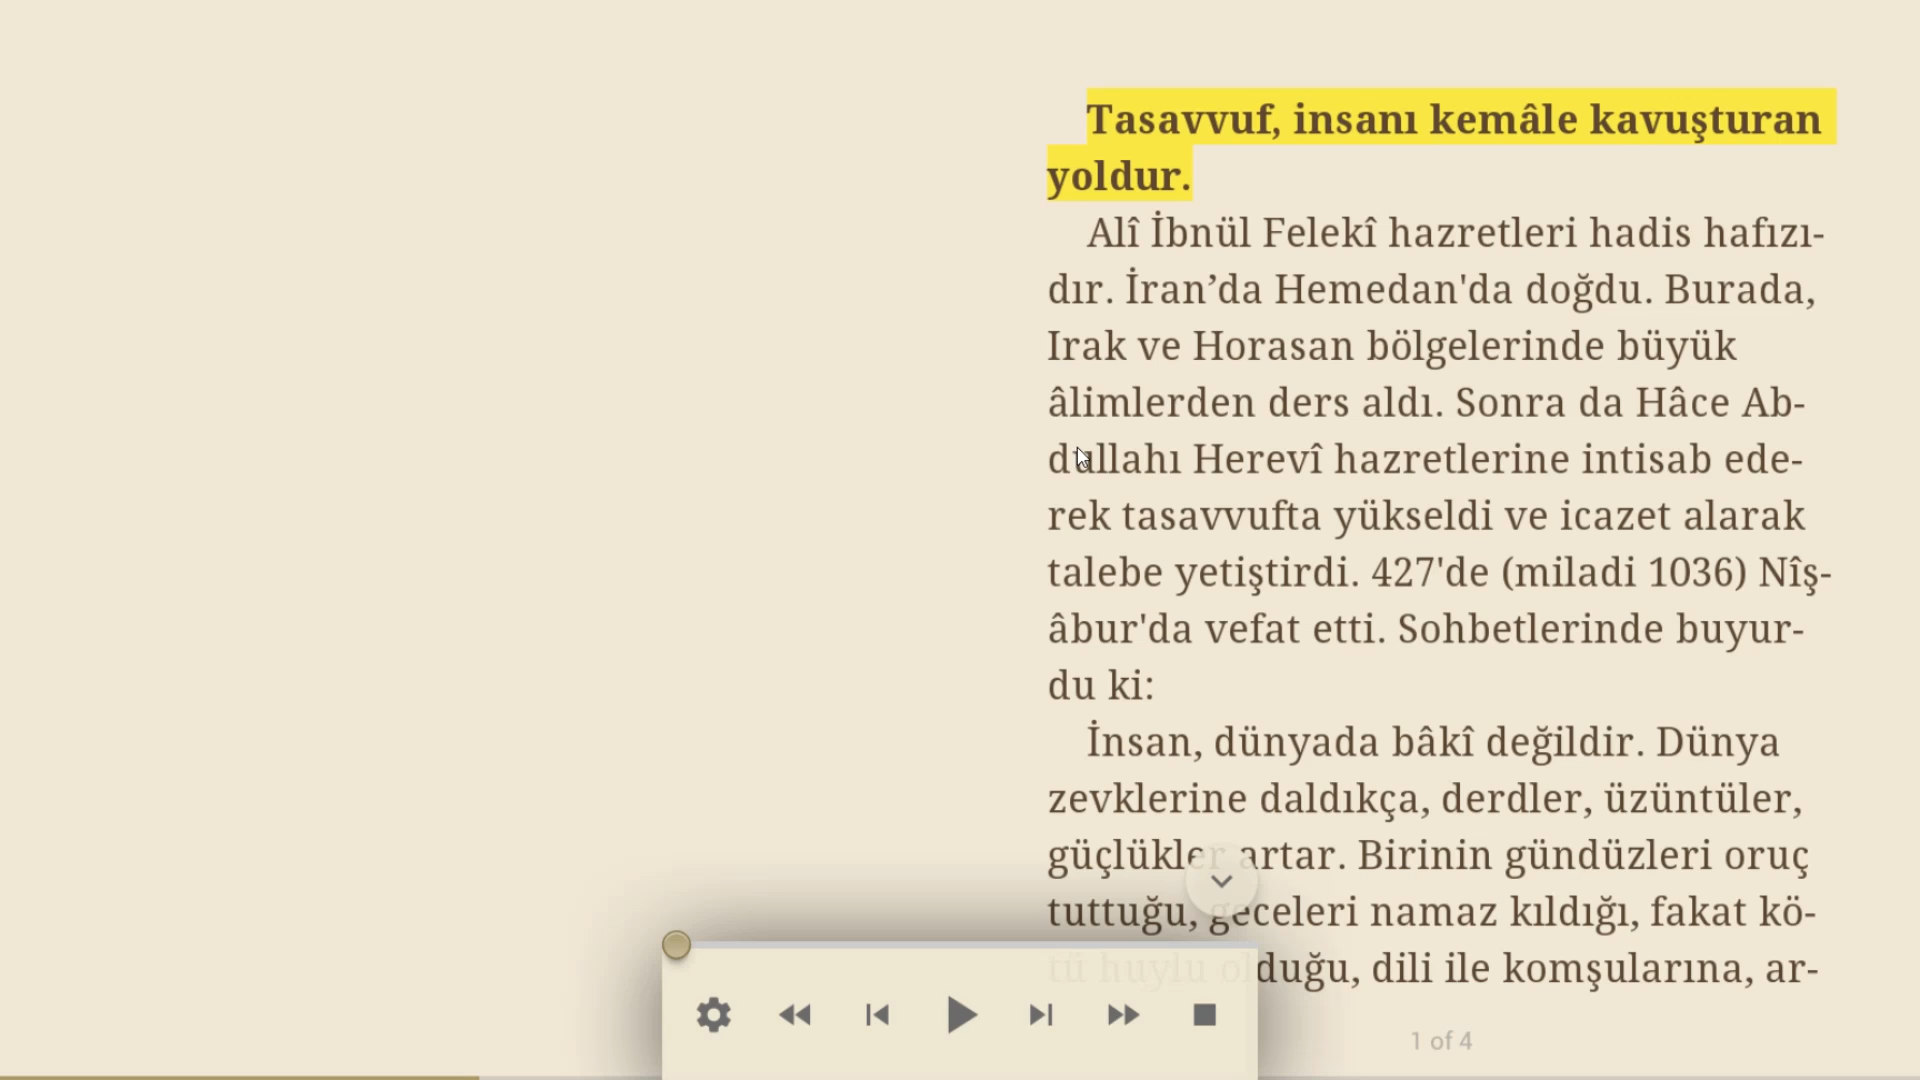 Tasavvuf, insanı kemâle kavuşturan
yoldur.
Alî İbnül Felekî hazretleri hadis hafızı-
dır. İran’da Hemedan'da doğdu. Burada,
Irak ve Horasan bölgelerinde büyük
âlimlerden ders aldı. Sonra da Hâce Ab-
dullahı Herevî hazretlerine intisab ede-
rek tasavvufta yükseldi ve icazet alarak
talebe yetiştirdi. 427'de (miladi 1036) Nîş-
âbur'da vefat etti. Sohbetlerinde buyur-
du ki:
İnsan, dünyada bâkî değildir. Dünya
zevklerine daldıkça, derdler, üzüntüler,
güçlükler artar. Birinin gündüzleri oruç
tuttuğu, geceleri namaz kıldığı, fakat kö-
tü huylu olduğu, dili ile komşularına, ar-
1 of 4